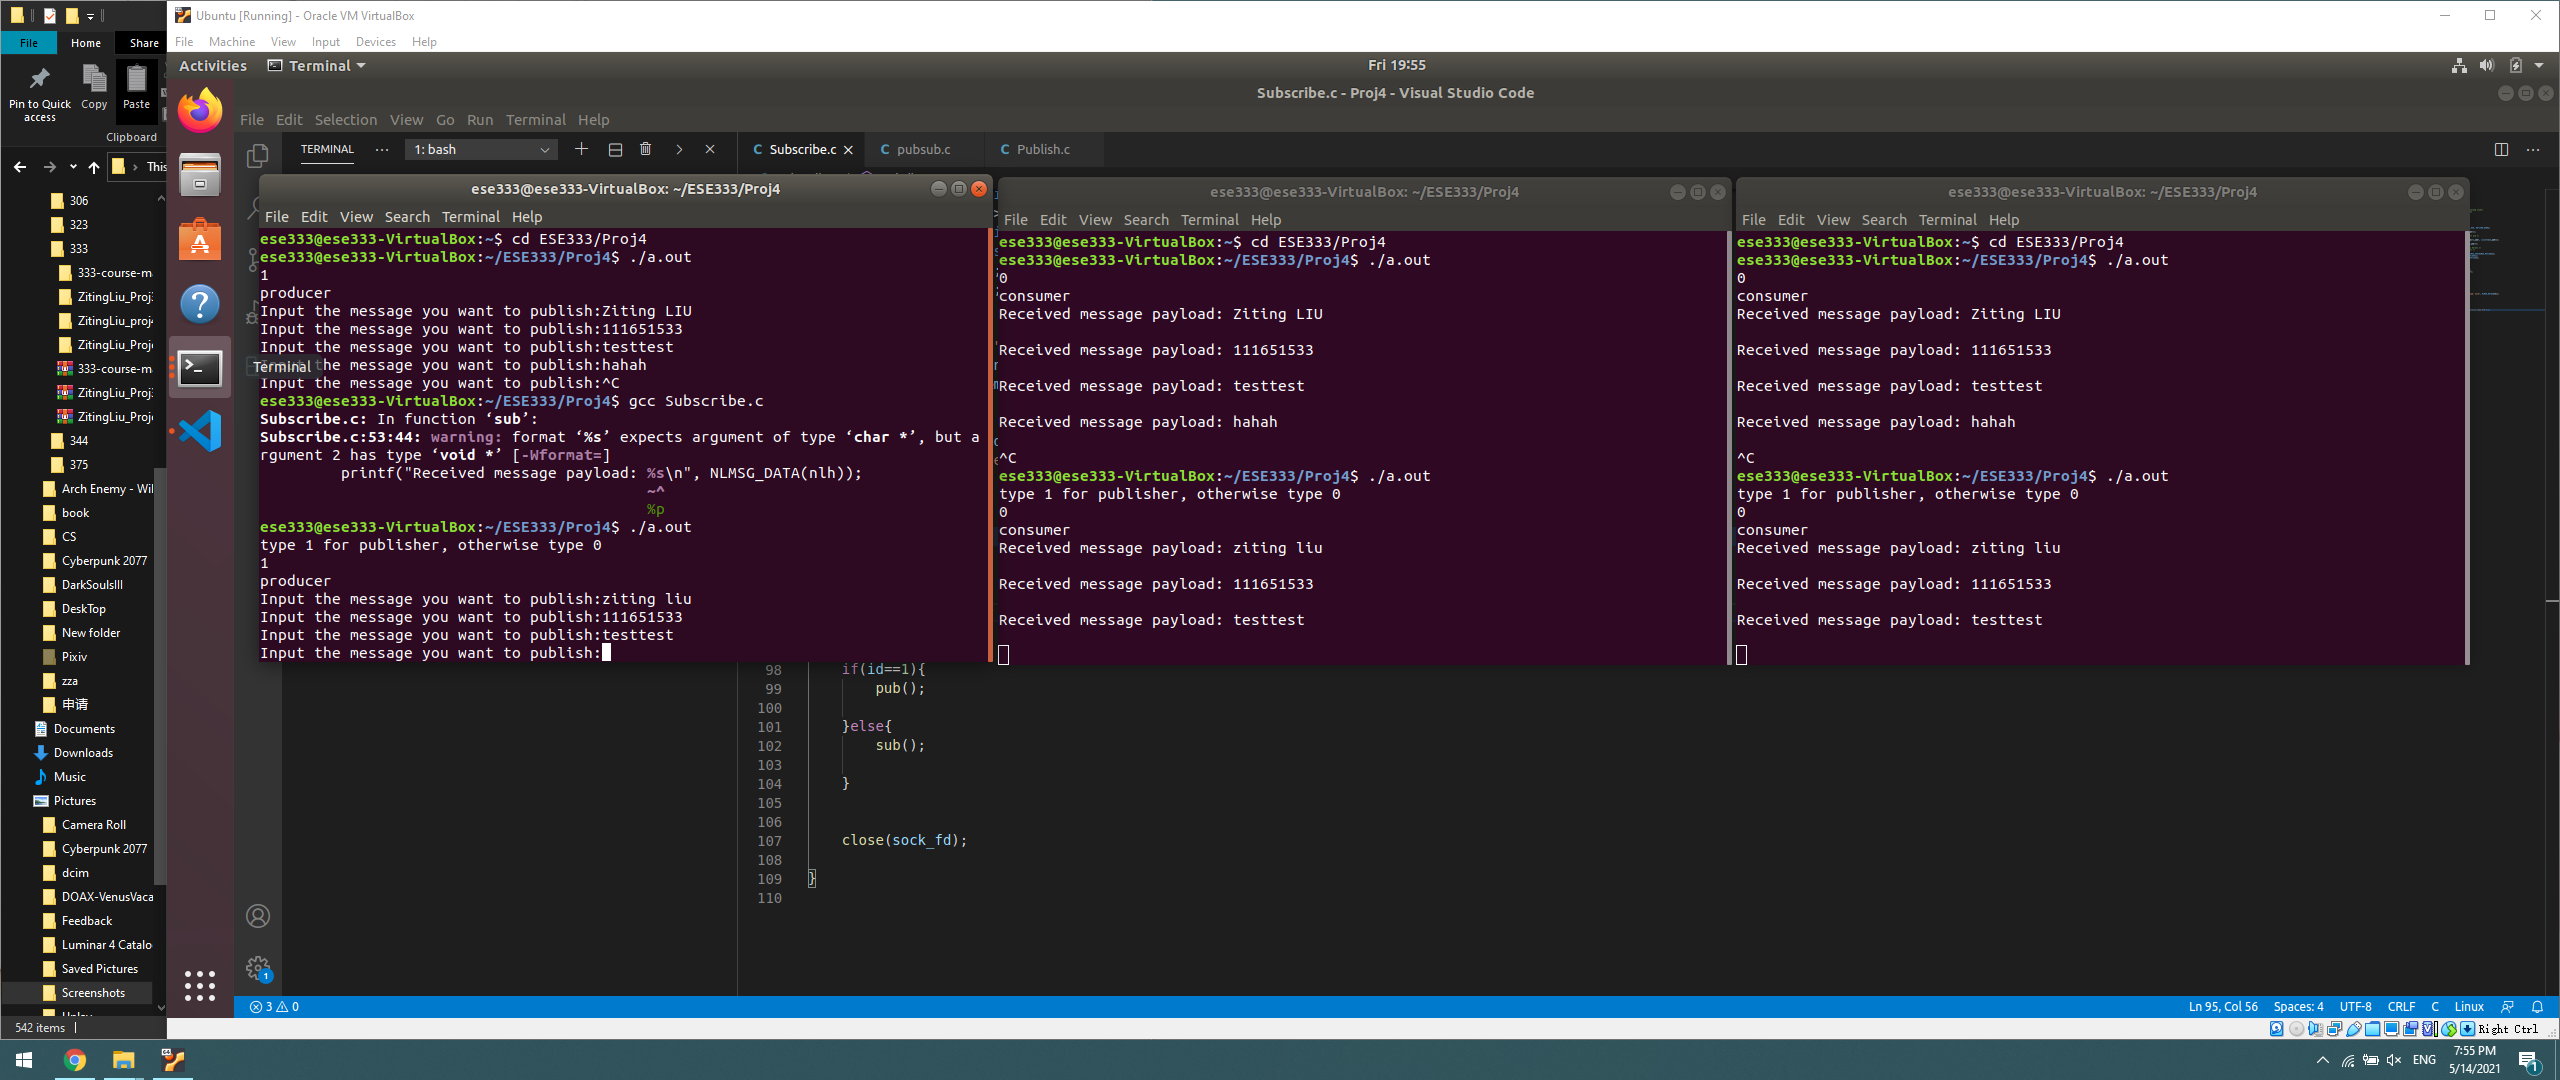 Ubuntu [Running] - Oracle VM VirtualBox
File Home Share
File Machine View Input Devices Help
Activities Terminal Fri 19:55
Pin to Quick access Copy Paste
Clipboard
Subscribe.c - Proj4 - Visual Studio Code
File Edit Selection View Go Run Terminal Help
TERMINAL ··· 1: bash
C Subscribe.c C pubsub.c C Publish.c
This
306
323
333
333-course-ma
ZitingLiu_Proj3
ZitingLiu_proj4
ZitingLiu_Proje
333-course-ma
ZitingLiu_Proj3
ZitingLiu_Proje
344
375
Arch Enemy - Wil
book
CS
Cyberpunk 2077
DarkSoulsIII
DeskTop
New folder
Pixiv
zza
申请
Documents
Downloads
Music
Pictures
Camera Roll
Cyberpunk 2077
dcim
DOAX-VenusVaca
Feedback
Luminar 4 Catalo
Saved Pictures
Screenshots
542 items
Terminal
ese333@ese333-VirtualBox: ~/ESE333/Proj4
File Edit View Search Terminal Help
ese333@ese333-VirtualBox:~$ cd ESE333/Proj4
ese333@ese333-VirtualBox:~/ESE333/Proj4$ ./a.out
1
producer
Input the message you want to publish:Ziting LIU
Input the message you want to publish:111651533
Input the message you want to publish:testtest
Input the message you want to publish:hahah
Input the message you want to publish:^C
ese333@ese333-VirtualBox:~/ESE333/Proj4$ gcc Subscribe.c
Subscribe.c: In function ‘sub’:
Subscribe.c:53:44: warning: format ‘%s’ expects argument of type ‘char *’, but a
rgument 2 has type ‘void *’ [-Wformat=]
printf("Received message payload: %s\n", NLMSG_DATA(nlh));
~^
%p
ese333@ese333-VirtualBox:~/ESE333/Proj4$ ./a.out
type 1 for publisher, otherwise type 0
1
producer
Input the message you want to publish:ziting liu
Input the message you want to publish:111651533
Input the message you want to publish:testtest
Input the message you want to publish:
ese333@ese333-VirtualBox: ~/ESE333/Proj4
File Edit View Search Terminal Help
ese333@ese333-VirtualBox:~$ cd ESE333/Proj4
ese333@ese333-VirtualBox:~/ESE333/Proj4$ ./a.out
0
consumer
Received message payload: Ziting LIU
Received message payload: 111651533
Received message payload: testtest
Received message payload: hahah
^C
ese333@ese333-VirtualBox:~/ESE333/Proj4$ ./a.out
type 1 for publisher, otherwise type 0
0
consumer
Received message payload: ziting liu
Received message payload: 111651533
Received message payload: testtest
ese333@ese333-VirtualBox: ~/ESE333/Proj4
File Edit View Search Terminal Help
ese333@ese333-VirtualBox:~$ cd ESE333/Proj4
ese333@ese333-VirtualBox:~/ESE333/Proj4$ ./a.out
0
consumer
Received message payload: Ziting LIU
Received message payload: 111651533
Received message payload: testtest
Received message payload: hahah
^C
ese333@ese333-VirtualBox:~/ESE333/Proj4$ ./a.out
type 1 for publisher, otherwise type 0
0
consumer
Received message payload: ziting liu
Received message payload: 111651533
Received message payload: testtest
98 if(id==1){
99 pub();
100
101 }else{
102 sub();
103
104 }
105
106
107 close(sock_fd);
108
109 }
110
1
3 0 Ln 95, Col 56 Spaces: 4 UTF-8 CRLF C Linux
Right Ctrl
ENG 7:55 PM
5/14/2021
1